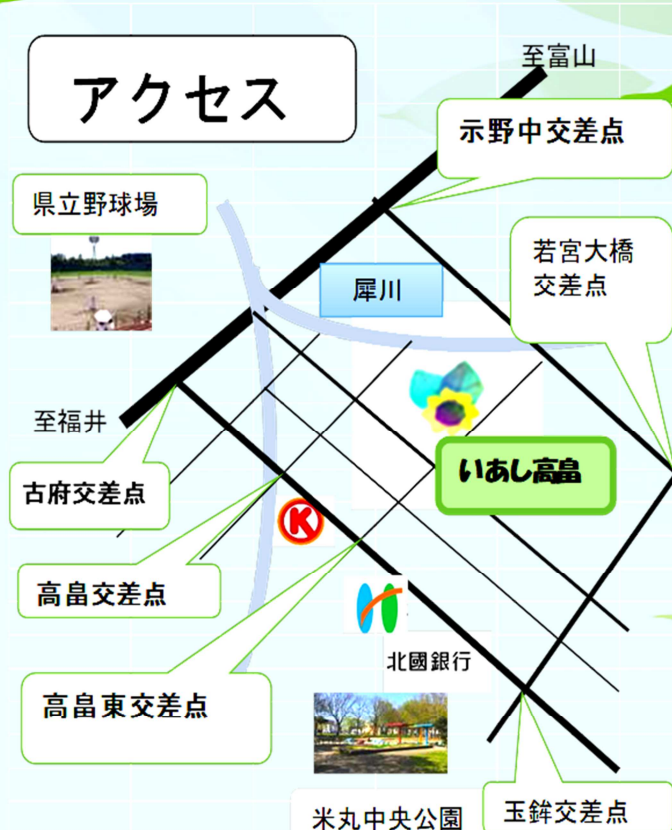 至富山
アクセス
示野中交差点
県立野球場
若宮大橋
交差点
犀川
至福井
いあし高畠
古府交差点
K
高畠交差点
北國銀行
高畠東交差点
米丸中央公園
玉鉾交差点